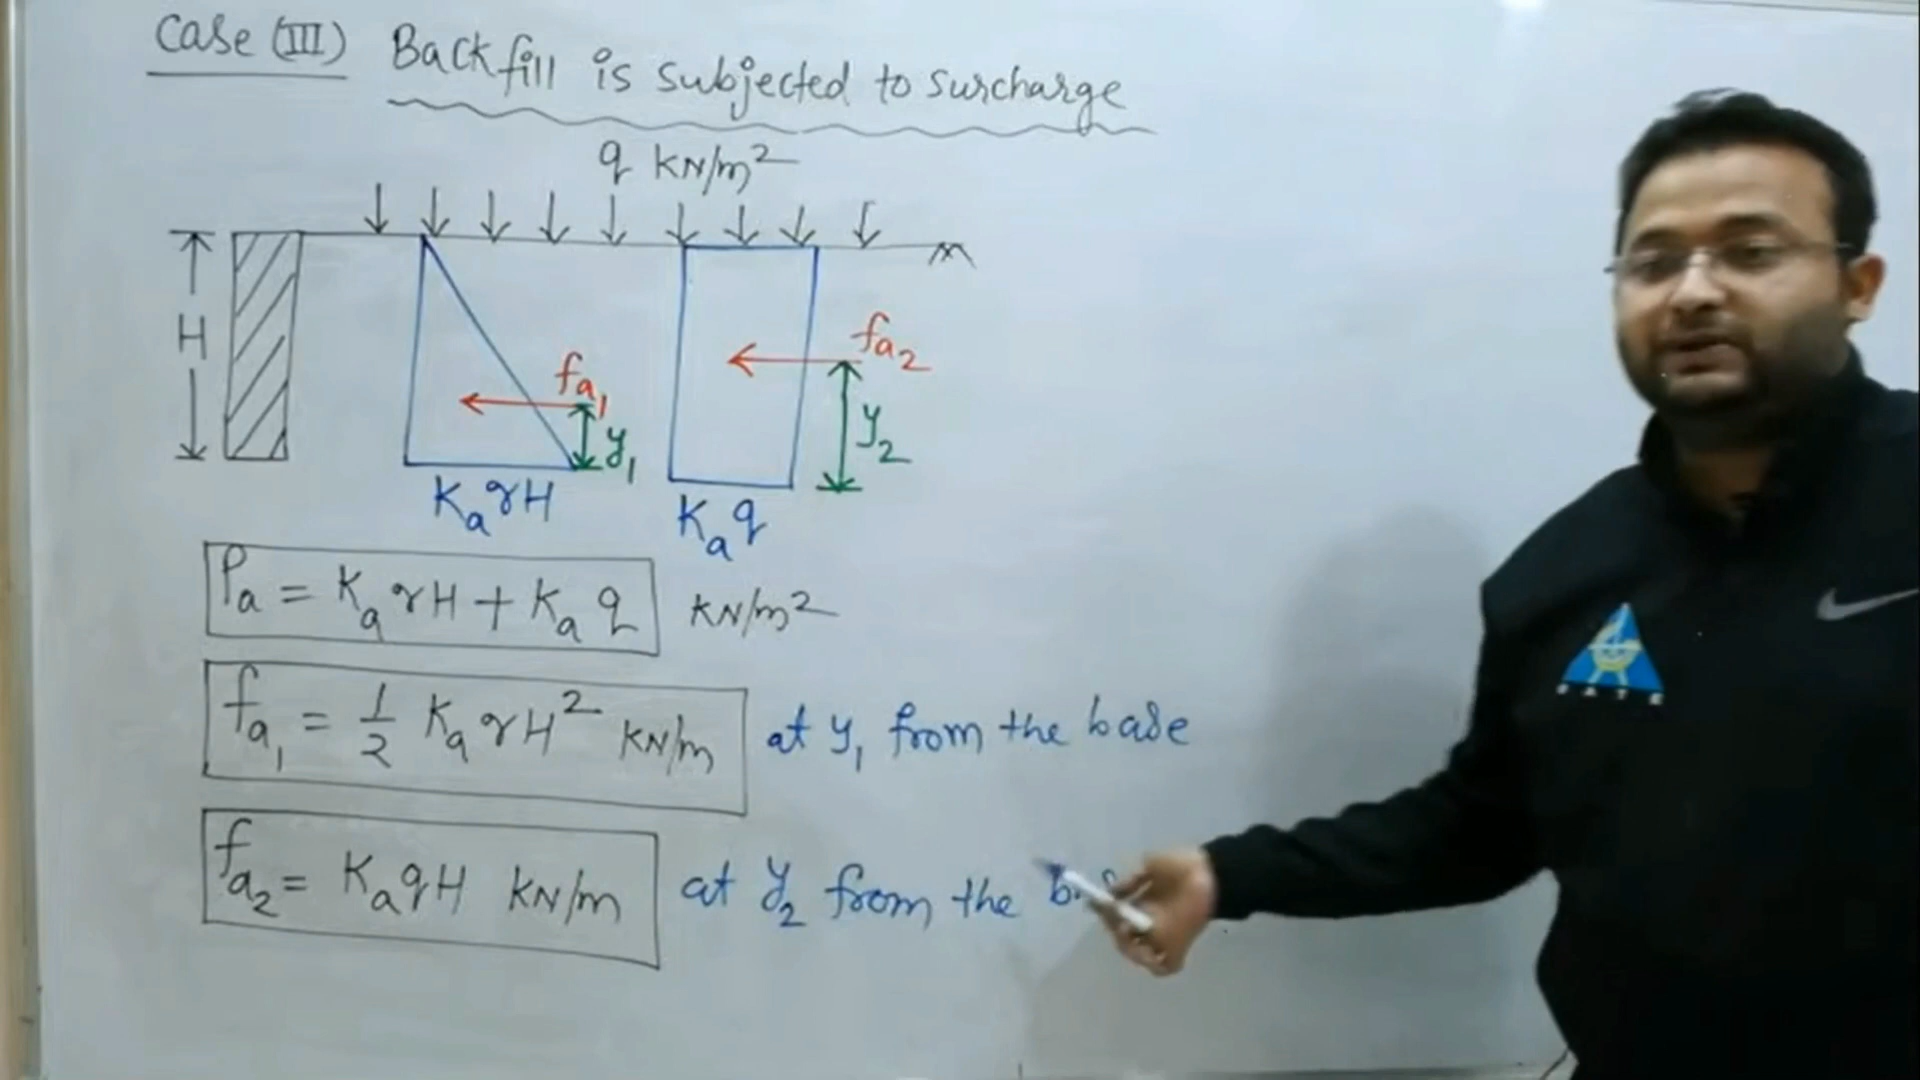 Case (III) Backfill is subjected to surcharge
q kN/m²
H
fa₁
y₁
fa₂
y₂
KaγH
Kaq
Pa = KaγH + Kaq kN/m²
fa₁ = 1/2 KaγH² kN/m at y₁ from the base
fa₂ = KaqH kN/m at y₂ from the